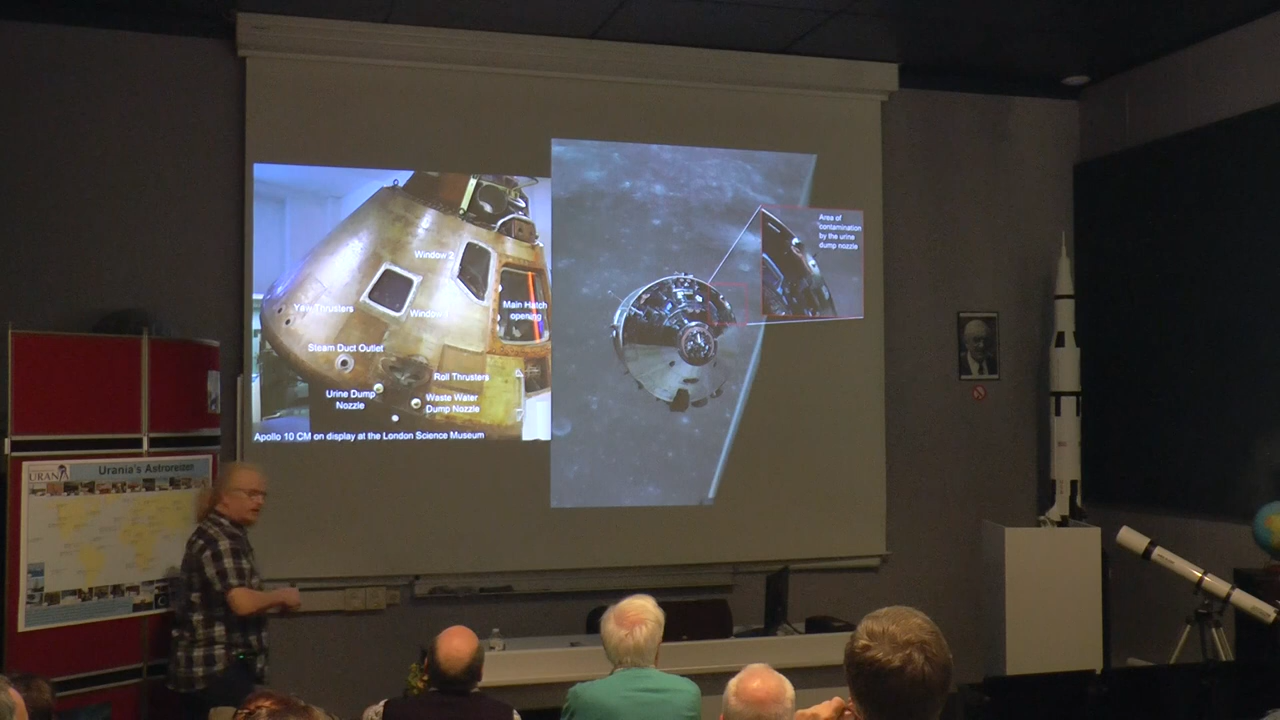 Window 2
Window 1
Main Hatch
opening
Yaw Thrusters
Steam Duct Outlet
Roll Thrusters
Urine Dump
Nozzle
Waste Water
Dump Nozzle
Apollo 10 CM on display at the London Science Museum
Area of
contamination
by the urine
dump nozzle
URANIA
Urania's Astroreizen